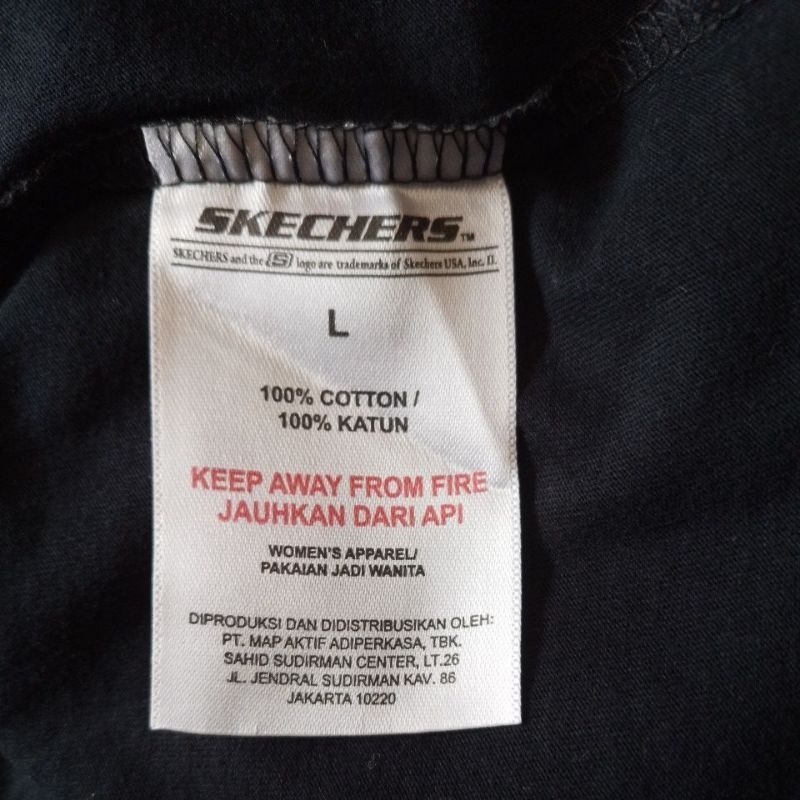 SKECHERS™
SKECHERS and the S logo are trademarks of Skechers USA, Inc. II.
L
100% COTTON /
100% KATUN
KEEP AWAY FROM FIRE
JAUHKAN DARI API
WOMEN'S APPAREL/
PAKAIAN JADI WANITA
DIPRODUKSI DAN DIDISTRIBUSIKAN OLEH:
PT. MAP AKTIF ADIPERKASA, TBK.
SAHID SUDIRMAN CENTER, LT.26
JL. JENDRAL SUDIRMAN KAV. 86
JAKARTA 10220